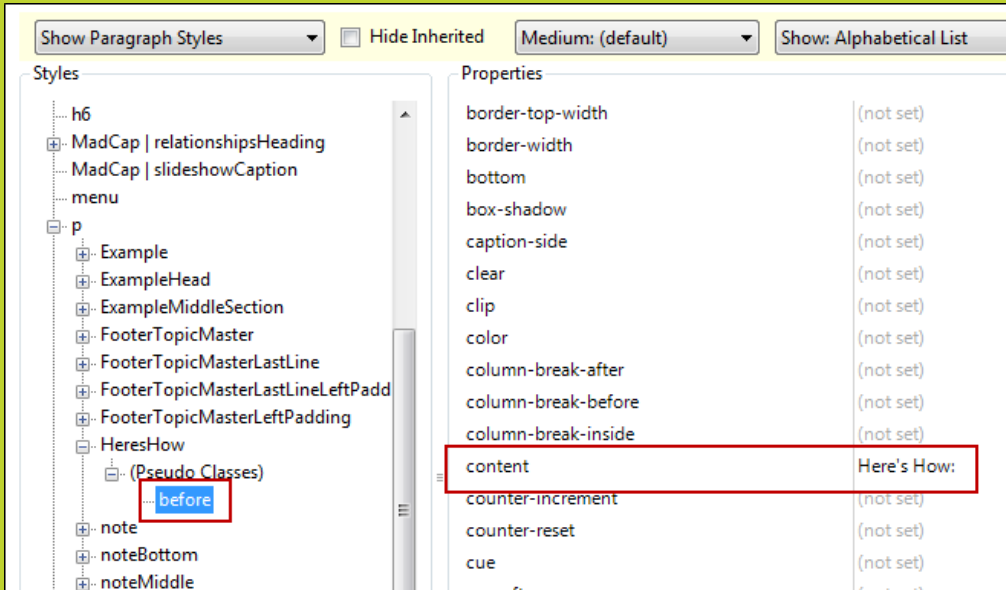 Show Paragraph Styles
Hide Inherited
Medium: (default)
Show: Alphabetical List
Styles
h6
MadCap | relationshipsHeading
MadCap | slideshowCaption
menu
p
Example
ExampleHead
ExampleMiddleSection
FooterTopicMaster
FooterTopicMasterLastLine
FooterTopicMasterLastLineLeftPadd
FooterTopicMasterLeftPadding
HeresHow
(Pseudo Classes)
before
note
noteBottom
noteMiddle
Properties
border-top-width (not set)
border-width (not set)
bottom (not set)
box-shadow (not set)
caption-side (not set)
clear (not set)
clip (not set)
color (not set)
column-break-after (not set)
column-break-before (not set)
column-break-inside (not set)
content Here's How:
counter-increment (not set)
counter-reset (not set)
cue (not set)